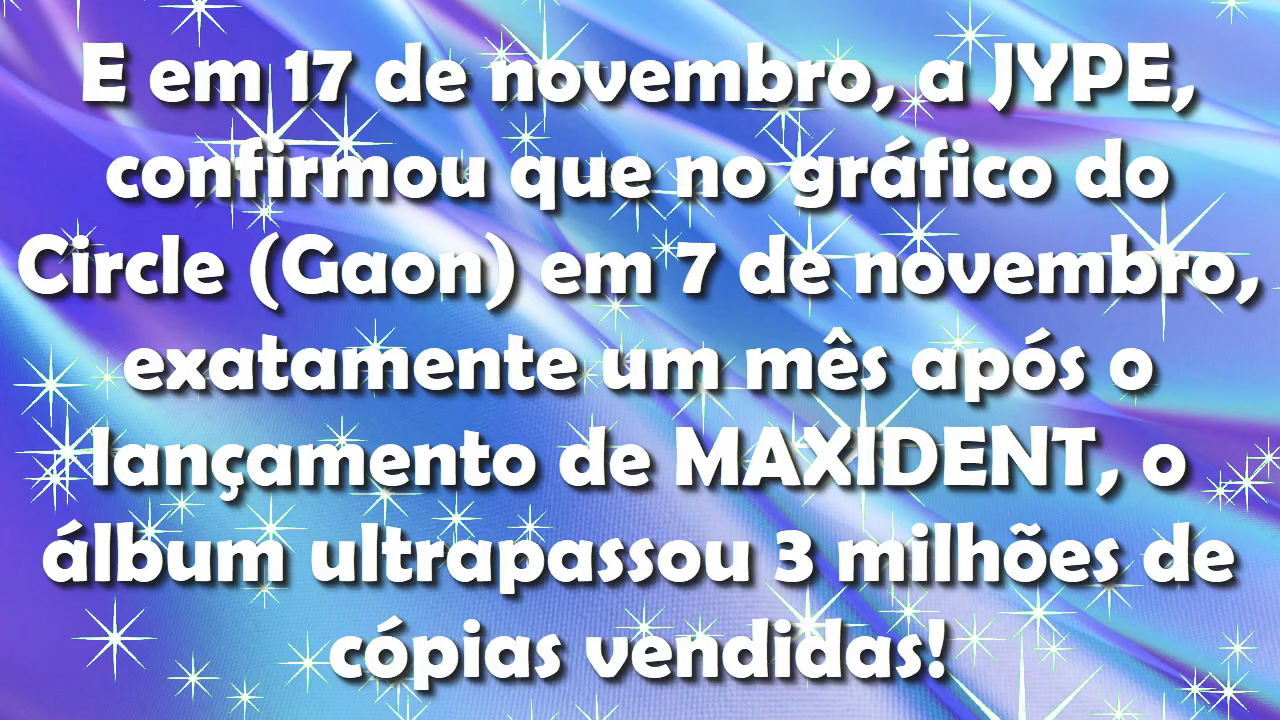 E em 17 de novembro, a JYPE,
confirmou que no gráfico do
Circle (Gaon) em 7 de novembro,
exatamente um mês após o
lançamento de MAXIDENT, o
álbum ultrapassou 3 milhões de
cópias vendidas!